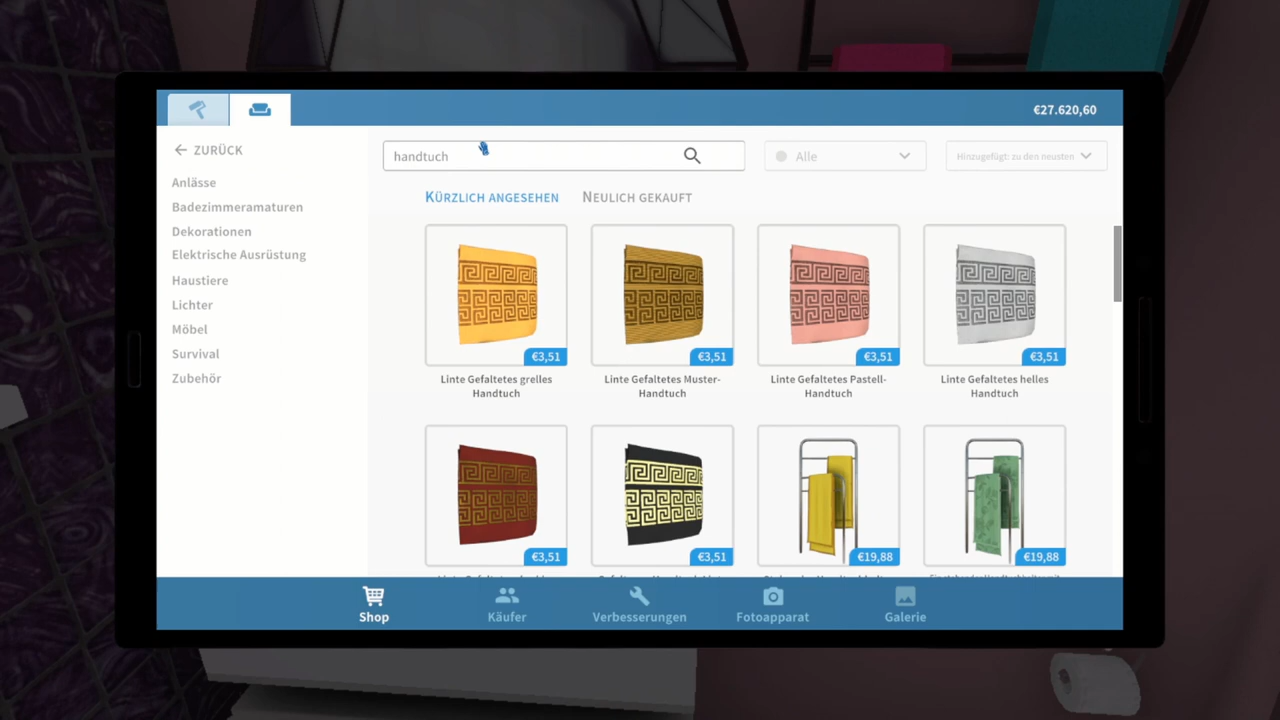 €27.620,60
ZURÜCK
handtuch
Alle
Hinzugefügt: zu den neusten
Anlässe
Badezimmeramaturen
Dekorationen
Elektrische Ausrüstung
Haustiere
Lichter
Möbel
Survival
Zubehör
KÜRZLICH ANGESEHEN
NEULICH GEKAUFT
€3,51
€3,51
€3,51
€3,51
Linte Gefaltetes grelles
Handtuch
Linte Gefaltetes Muster-
Handtuch
Linte Gefaltetes Pastell-
Handtuch
Linte Gefaltetes helles
Handtuch
€3,51
€3,51
€19,88
€19,88
Shop
Käufer
Verbesserungen
Fotoapparat
Galerie